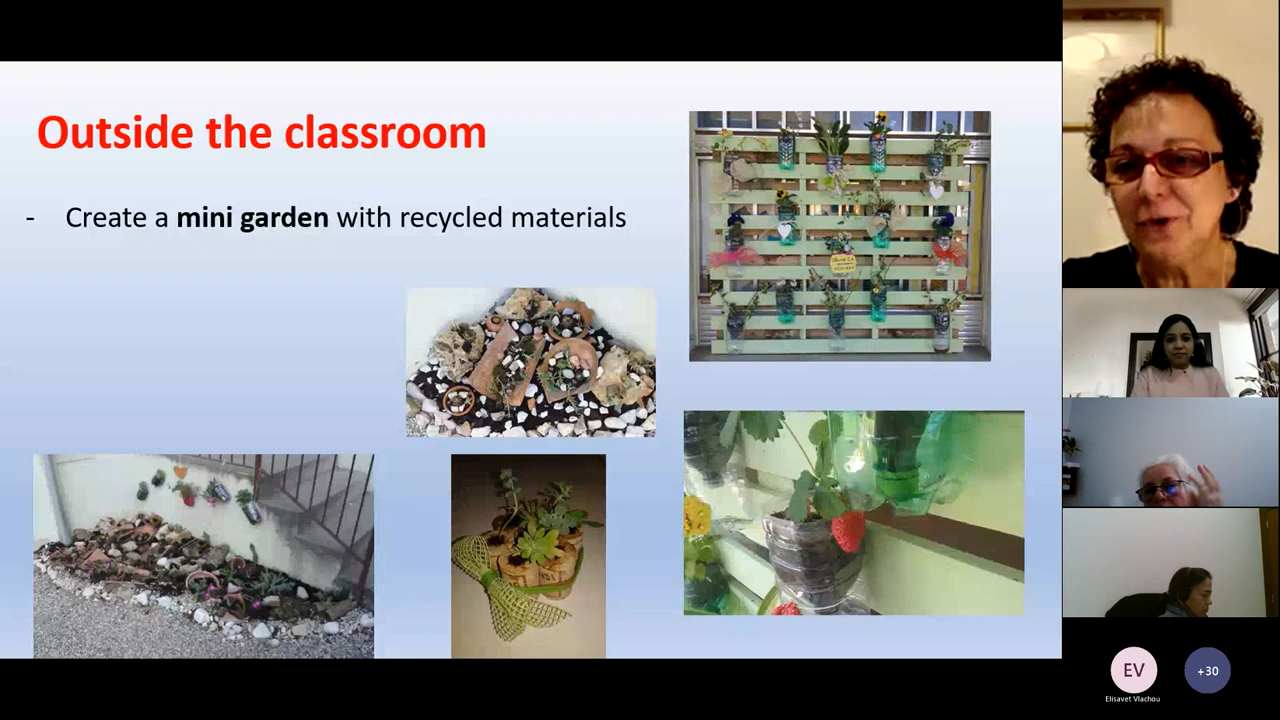 Outside the classroom
- Create a mini garden with recycled materials
EV
+30
Elisavet Vlachou